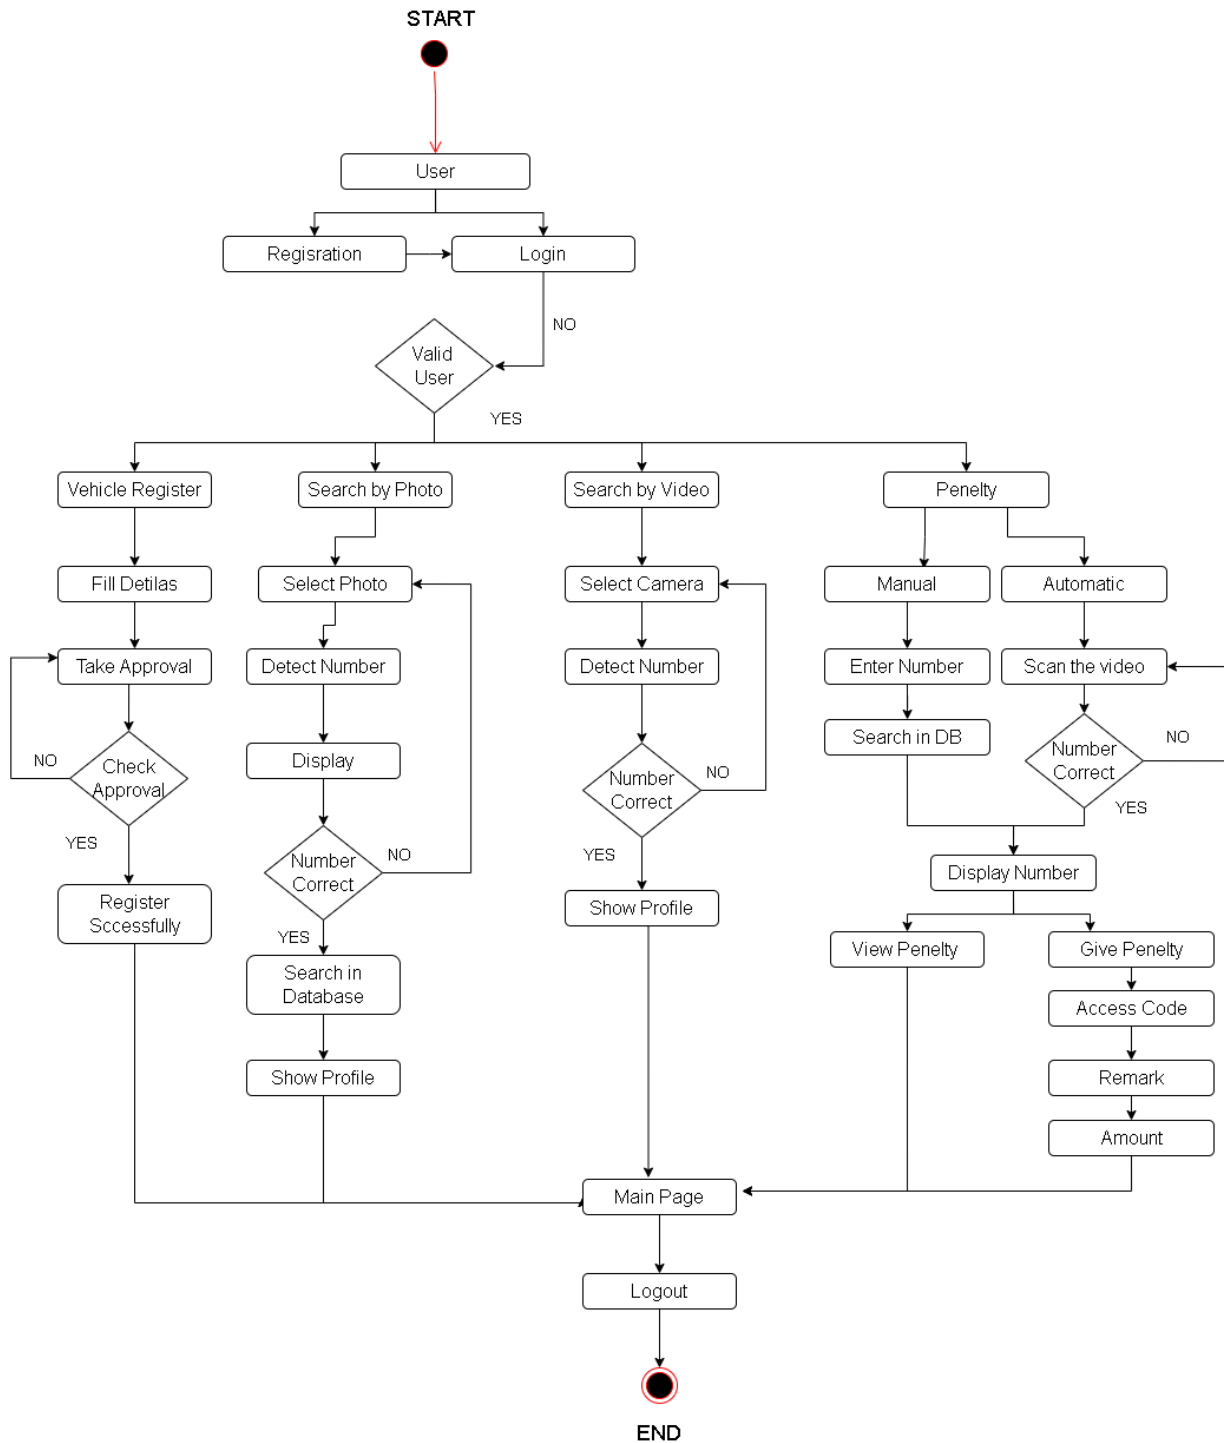 START
User
Regisration
Login
NO
Valid
User
YES
Vehicle Register
Search by Photo
Search by Video
Penelty
Fill Detilas
Select Photo
Select Camera
Manual
Automatic
Take Approval
Detect Number
Detect Number
Enter Number
Scan the video
NO
Check
Approval
Display
Number
Correct
NO
Search in DB
Number
Correct
NO
YES
YES
Number
Correct
NO
YES
Display Number
Register
Sccessfully
Show Profile
YES
View Penelty
Give Penelty
Search in
Database
Access Code
Show Profile
Remark
Amount
Main Page
Logout
END